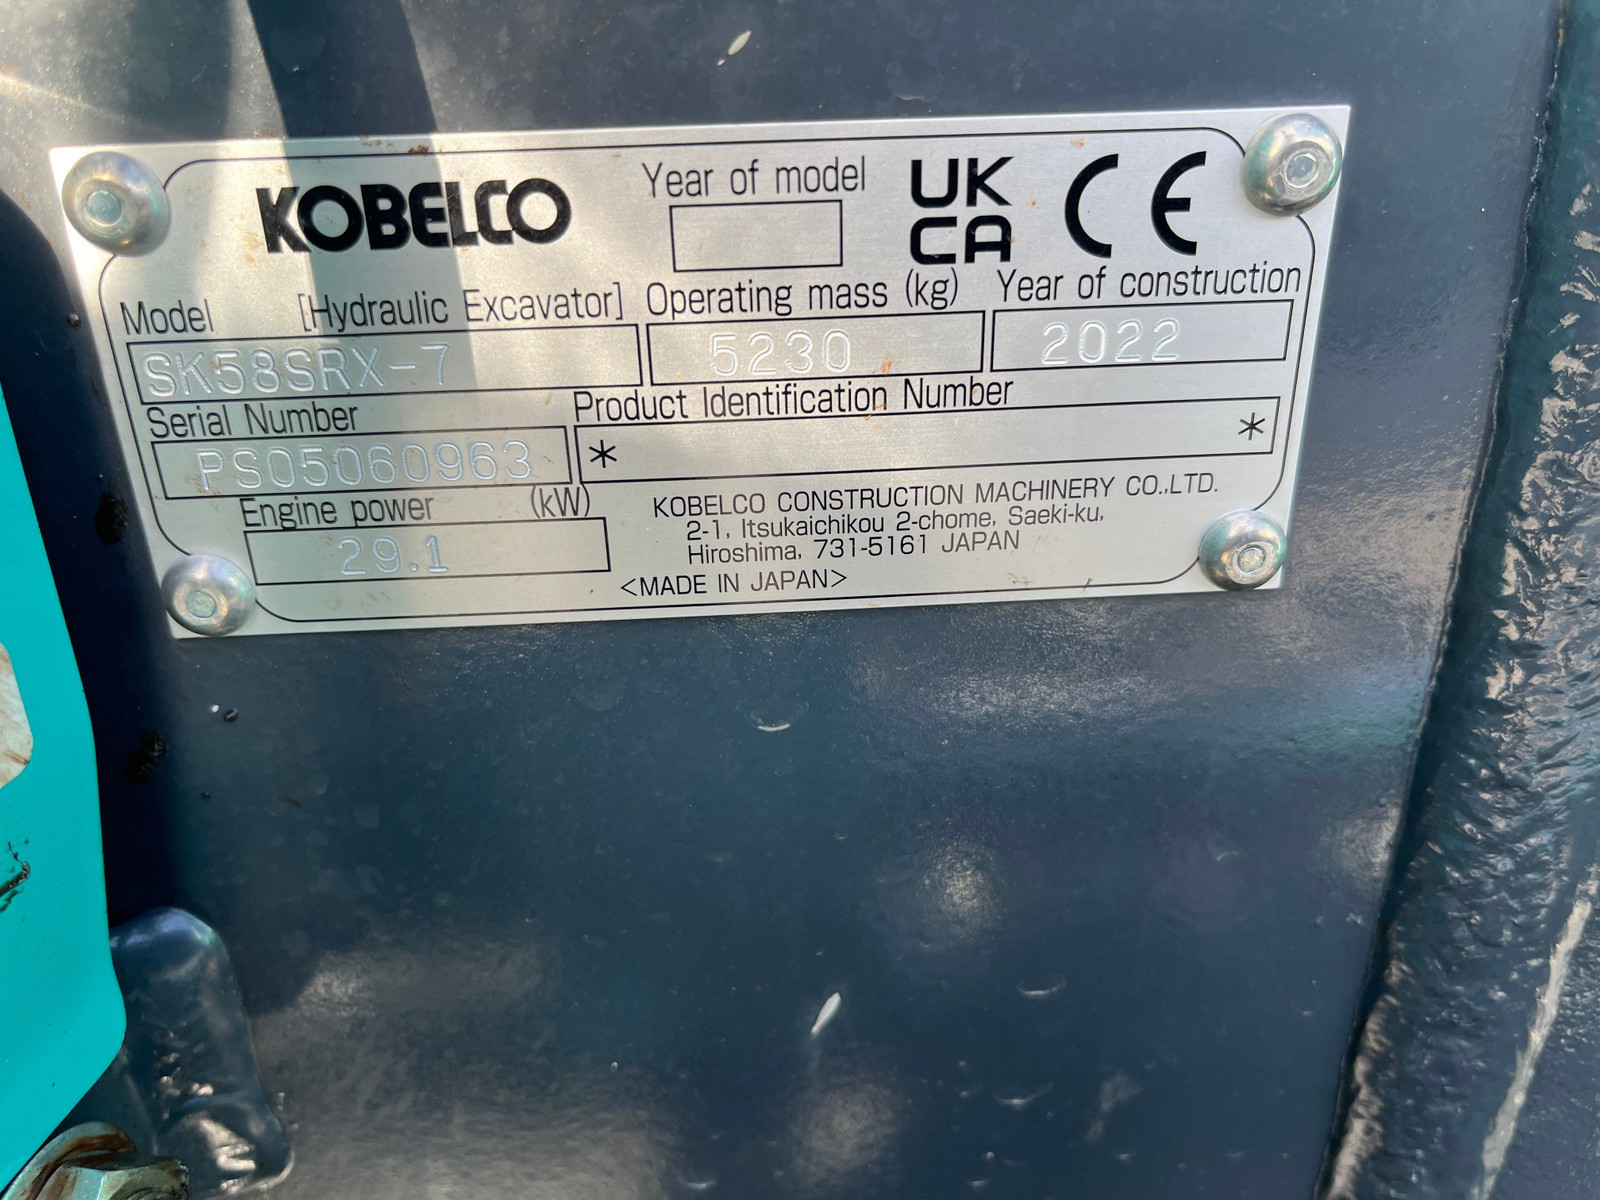 KOBELCO
Year of model
UK
CA
CE
Model [Hydraulic Excavator]
Operating mass (kg)
Year of construction
SK58SRX-7
5230
2022
Serial Number
Product Identification Number
PS05060963
* *
Engine power (kW)
29.1
KOBELCO CONSTRUCTION MACHINERY CO.,LTD.
2-1, Itsukaichikou 2-chome, Saeki-ku,
Hiroshima, 731-5161 JAPAN
<MADE IN JAPAN>